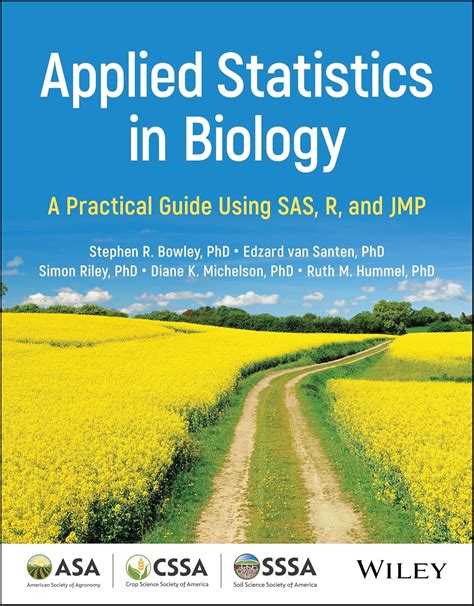 Applied Statistics
in Biology
A Practical Guide Using SAS, R, and JMP
Stephen R. Bowley, PhD • Edzard van Santen, PhD
Simon Riley, PhD • Diane K. Michelson, PhD • Ruth M. Hummel, PhD
ASA
American Society of Agronomy
CSSA
Crop Science Society of America
SSSA
Soil Science Society of America
WILEY